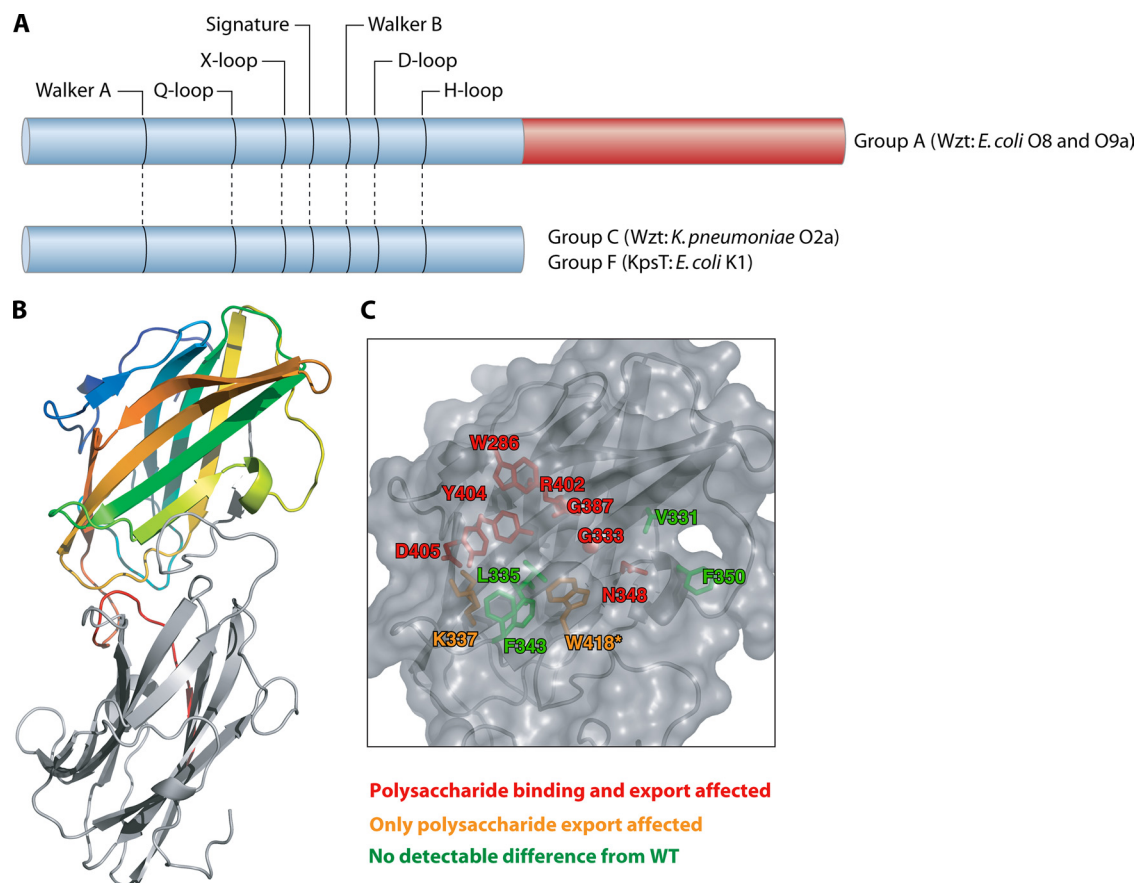 A
Signature
Walker B
X-loop
D-loop
Walker A
Q-loop
H-loop
Group A (Wzt: E. coli O8 and O9a)
Group C (Wzt: K. pneumoniae O2a)
Group F (KpsT: E. coli K1)
B
C
W286
Y404
R402
G387
V331
G333
D405
L335
F350
N348
K337
F343
W418*
Polysaccharide binding and export affected
Only polysaccharide export affected
No detectable difference from WT